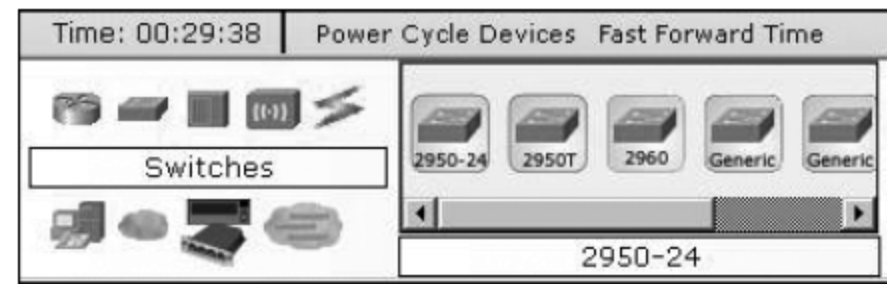 Time: 00:29:38 Power Cycle Devices Fast Forward Time
Switches
2950-24 2950T 2960 Generic Generic
2950-24